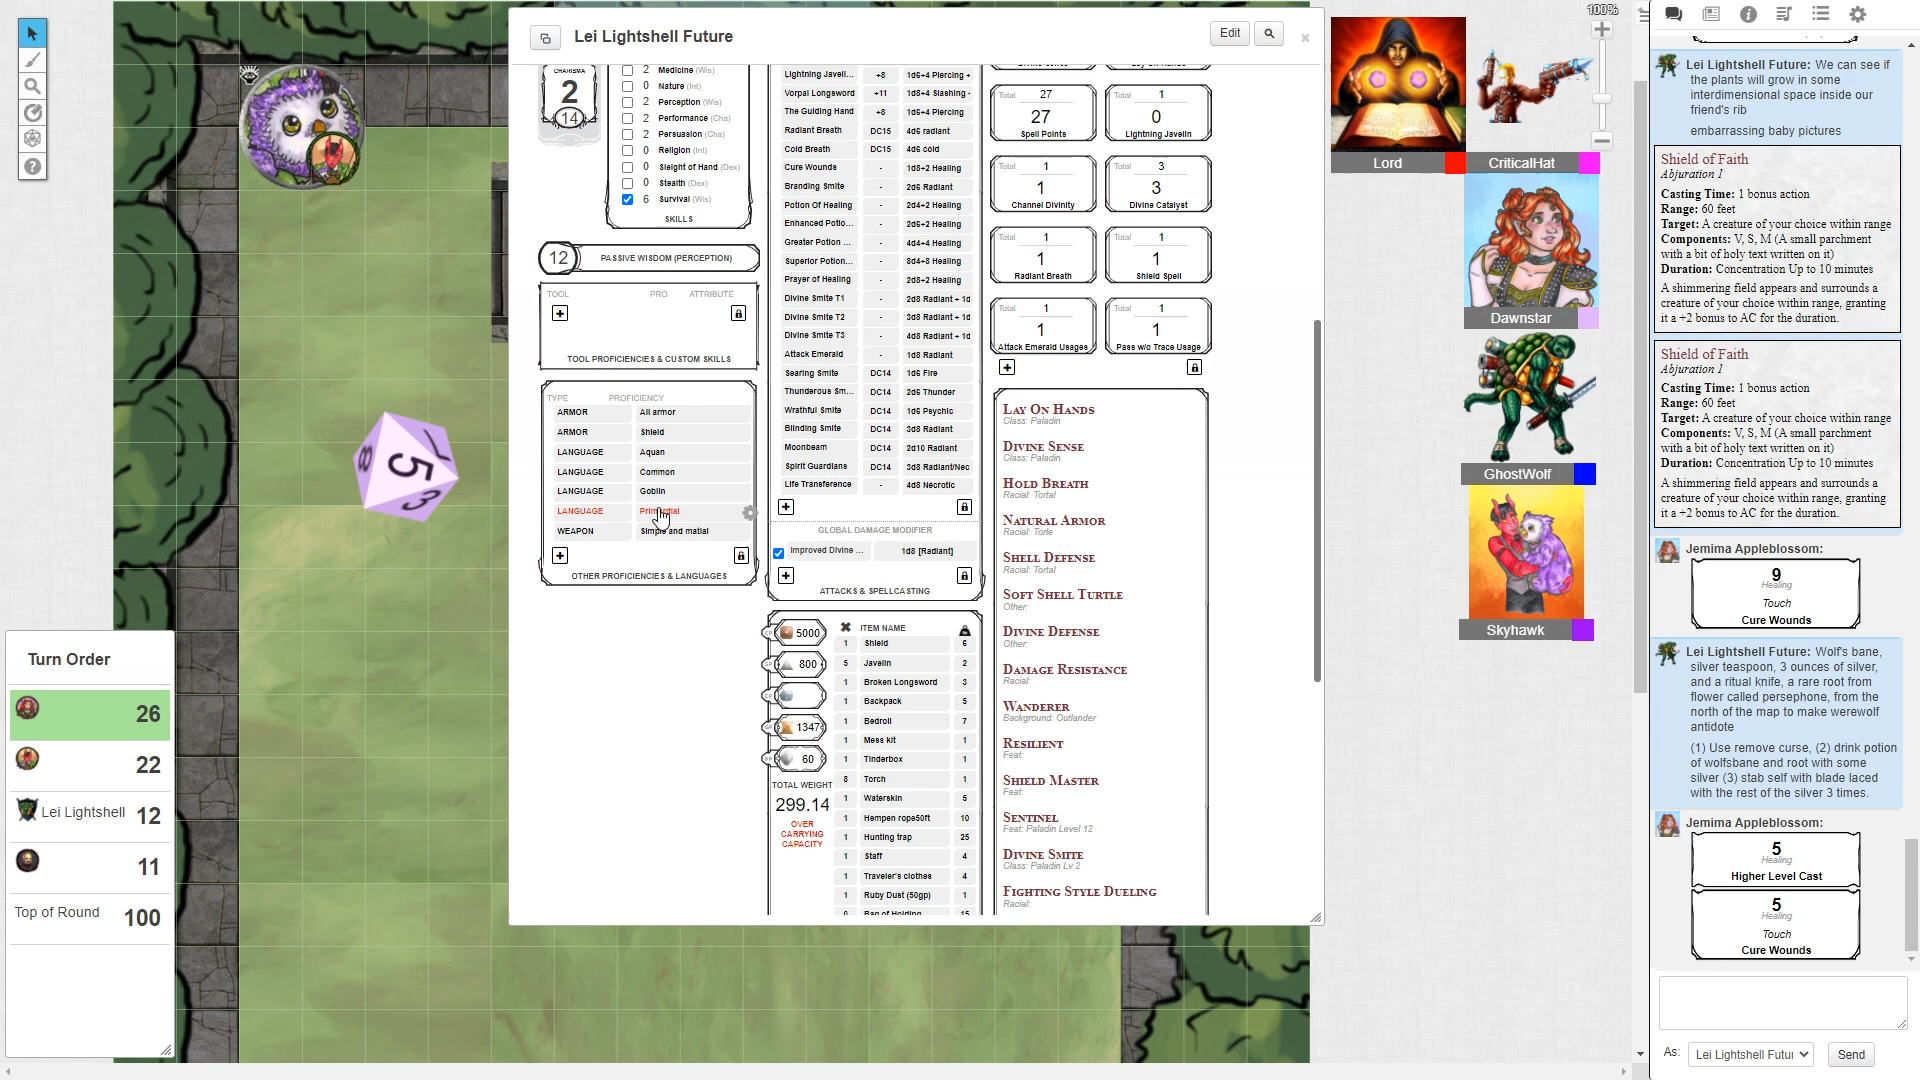 Lei Lightshell Future
Edit
100%
CHARISMA
2
14
2 Medicine (Wis)
0 Nature (Int)
2 Perception (Wis)
2 Performance (Cha)
2 Persuasion (Cha)
0 Religion (Int)
0 Sleight of Hand (Dex)
0 Stealth (Dex)
6 Survival (Wis)
SKILLS
12 PASSIVE WISDOM (PERCEPTION)
TOOL PRO ATTRIBUTE
TOOL PROFICIENCIES & CUSTOM SKILLS
TYPE PROFICIENCY
ARMOR All armor
ARMOR Shield
LANGUAGE Aquan
LANGUAGE Common
LANGUAGE Goblin
LANGUAGE
WEAPON Simple and matial
OTHER PROFICIENCIES & LANGUAGES
Lightning Javeli... +8 1d6+4 Piercing +
Vorpal Longsword +11 1d8+4 Slashing
The Guiding Hand +8 1d6+4 Piercing
Radiant Breath DC15 4d6 radiant
Cold Breath DC15 4d6 cold
Cure Wounds - 1d8+2 Healing
Branding Smite - 2d6 Radiant
Potion Of Healing - 2d4+2 Healing
Enhanced Potio... - 2d6+2 Healing
Greater Potion ... - 4d4+4 Healing
Superior Potion... - 8d4+8 Healing
Prayer of Healing - 2d8+2 Healing
Divine Smite T1 - 2d8 Radiant + 1d
Divine Smite T2 - 3d8 Radiant + 1d
Divine Smite T3 - 4d8 Radiant + 1d
Attack Emerald - 1d8 Radiant
Searing Smite DC14 1d6 Fire
Thunderous Sm... DC14 2d6 Thunder
Wrathful Smite DC14 1d6 Psychic
Blinding Smite DC14 3d8 Radiant
Moonbeam DC14 2d10 Radiant
Spirit Guardians DC14 3d8 Radiant/Nec
Life Transference - 4d8 Necrotic
GLOBAL DAMAGE MODIFIER
Improved Divine ... 1d8 [Radiant]
ATTACKS & SPELLCASTING
5000
800
1347
60
TOTAL WEIGHT
299.14
OVER
CARRYING
CAPACITY
ITEM NAME
1 Shield 6
5 Javelin 2
1 Broken Longsword 3
1 Backpack 5
1 Bedroll 7
1 Mess kit 1
1 Tinderbox 1
8 Torch 1
1 Waterskin 5
1 Hempen rope50ft 10
1 Hunting trap 25
1 Staff 4
1 Traveler's clothes 4
1 Ruby Dust (50gp) 1
0 Bag of Holding 15
Total 27
27
Spell Points
Total 1
0
Lightning Javelin
Total 1
1
Channel Divinity
Total 3
3
Divine Catalyst
Total 1
1
Radiant Breath
Total 1
1
Shield Spell
Total 1
1
Attack Emerald Usages
Total 1
1
Pass w/o Trace Usage
LAY ON HANDS
Class: Paladin
DIVINE SENSE
Class: Paladin
HOLD BREATH
Racial: Tortal
NATURAL ARMOR
Racial: Torle
SHELL DEFENSE
Racial: Tortal
SOFT SHELL TURTLE
Other:
DIVINE DEFENSE
Other:
DAMAGE RESISTANCE
Racial:
WANDERER
Background: Outlander
RESILIENT
Feat:
SHIELD MASTER
Feat:
SENTINEL
Feat: Paladin Level 12
DIVINE SMITE
Class: Paladin Lv 2
FIGHTING STYLE DUELING
Racial:
Turn Order
26
22
Lei Lightshell 12
11
Top of Round 100
5
8
3
Lord
CriticalHat
Dawnstar
GhostWolf
Skyhawk
Lei Lightshell Future: We can see if
the plants will grow in some
interdimensional space inside our
friend's rib
embarrassing baby pictures
Shield of Faith
Abjuration 1
Casting Time: 1 bonus action
Range: 60 feet
Target: A creature of your choice within range
Components: V, S, M (A small parchment
with a bit of holy text written on it)
Duration: Concentration Up to 10 minutes
A shimmering field appears and surrounds a
creature of your choice within range, granting
it a +2 bonus to AC for the duration.
Shield of Faith
Abjuration 1
Casting Time: 1 bonus action
Range: 60 feet
Target: A creature of your choice within range
Components: V, S, M (A small parchment
with a bit of holy text written on it)
Duration: Concentration Up to 10 minutes
A shimmering field appears and surrounds a
creature of your choice within range, granting
it a +2 bonus to AC for the duration.
Jemima Appleblossom:
9
Healing
Touch
Cure Wounds
Lei Lightshell Future: Wolf's bane,
silver teaspoon, 3 ounces of silver,
and a ritual knife, a rare root from
flower called persephone, from the
north of the map to make werewolf
antidote
(1) Use remove curse, (2) drink potion
of wolfsbane and root with some
silver (3) stab self with blade laced
with the rest of the silver 3 times.
Jemima Appleblossom:
5
Healing
Higher Level Cast
5
Healing
Touch
Cure Wounds
As: Lei Lightshell Futu
Send